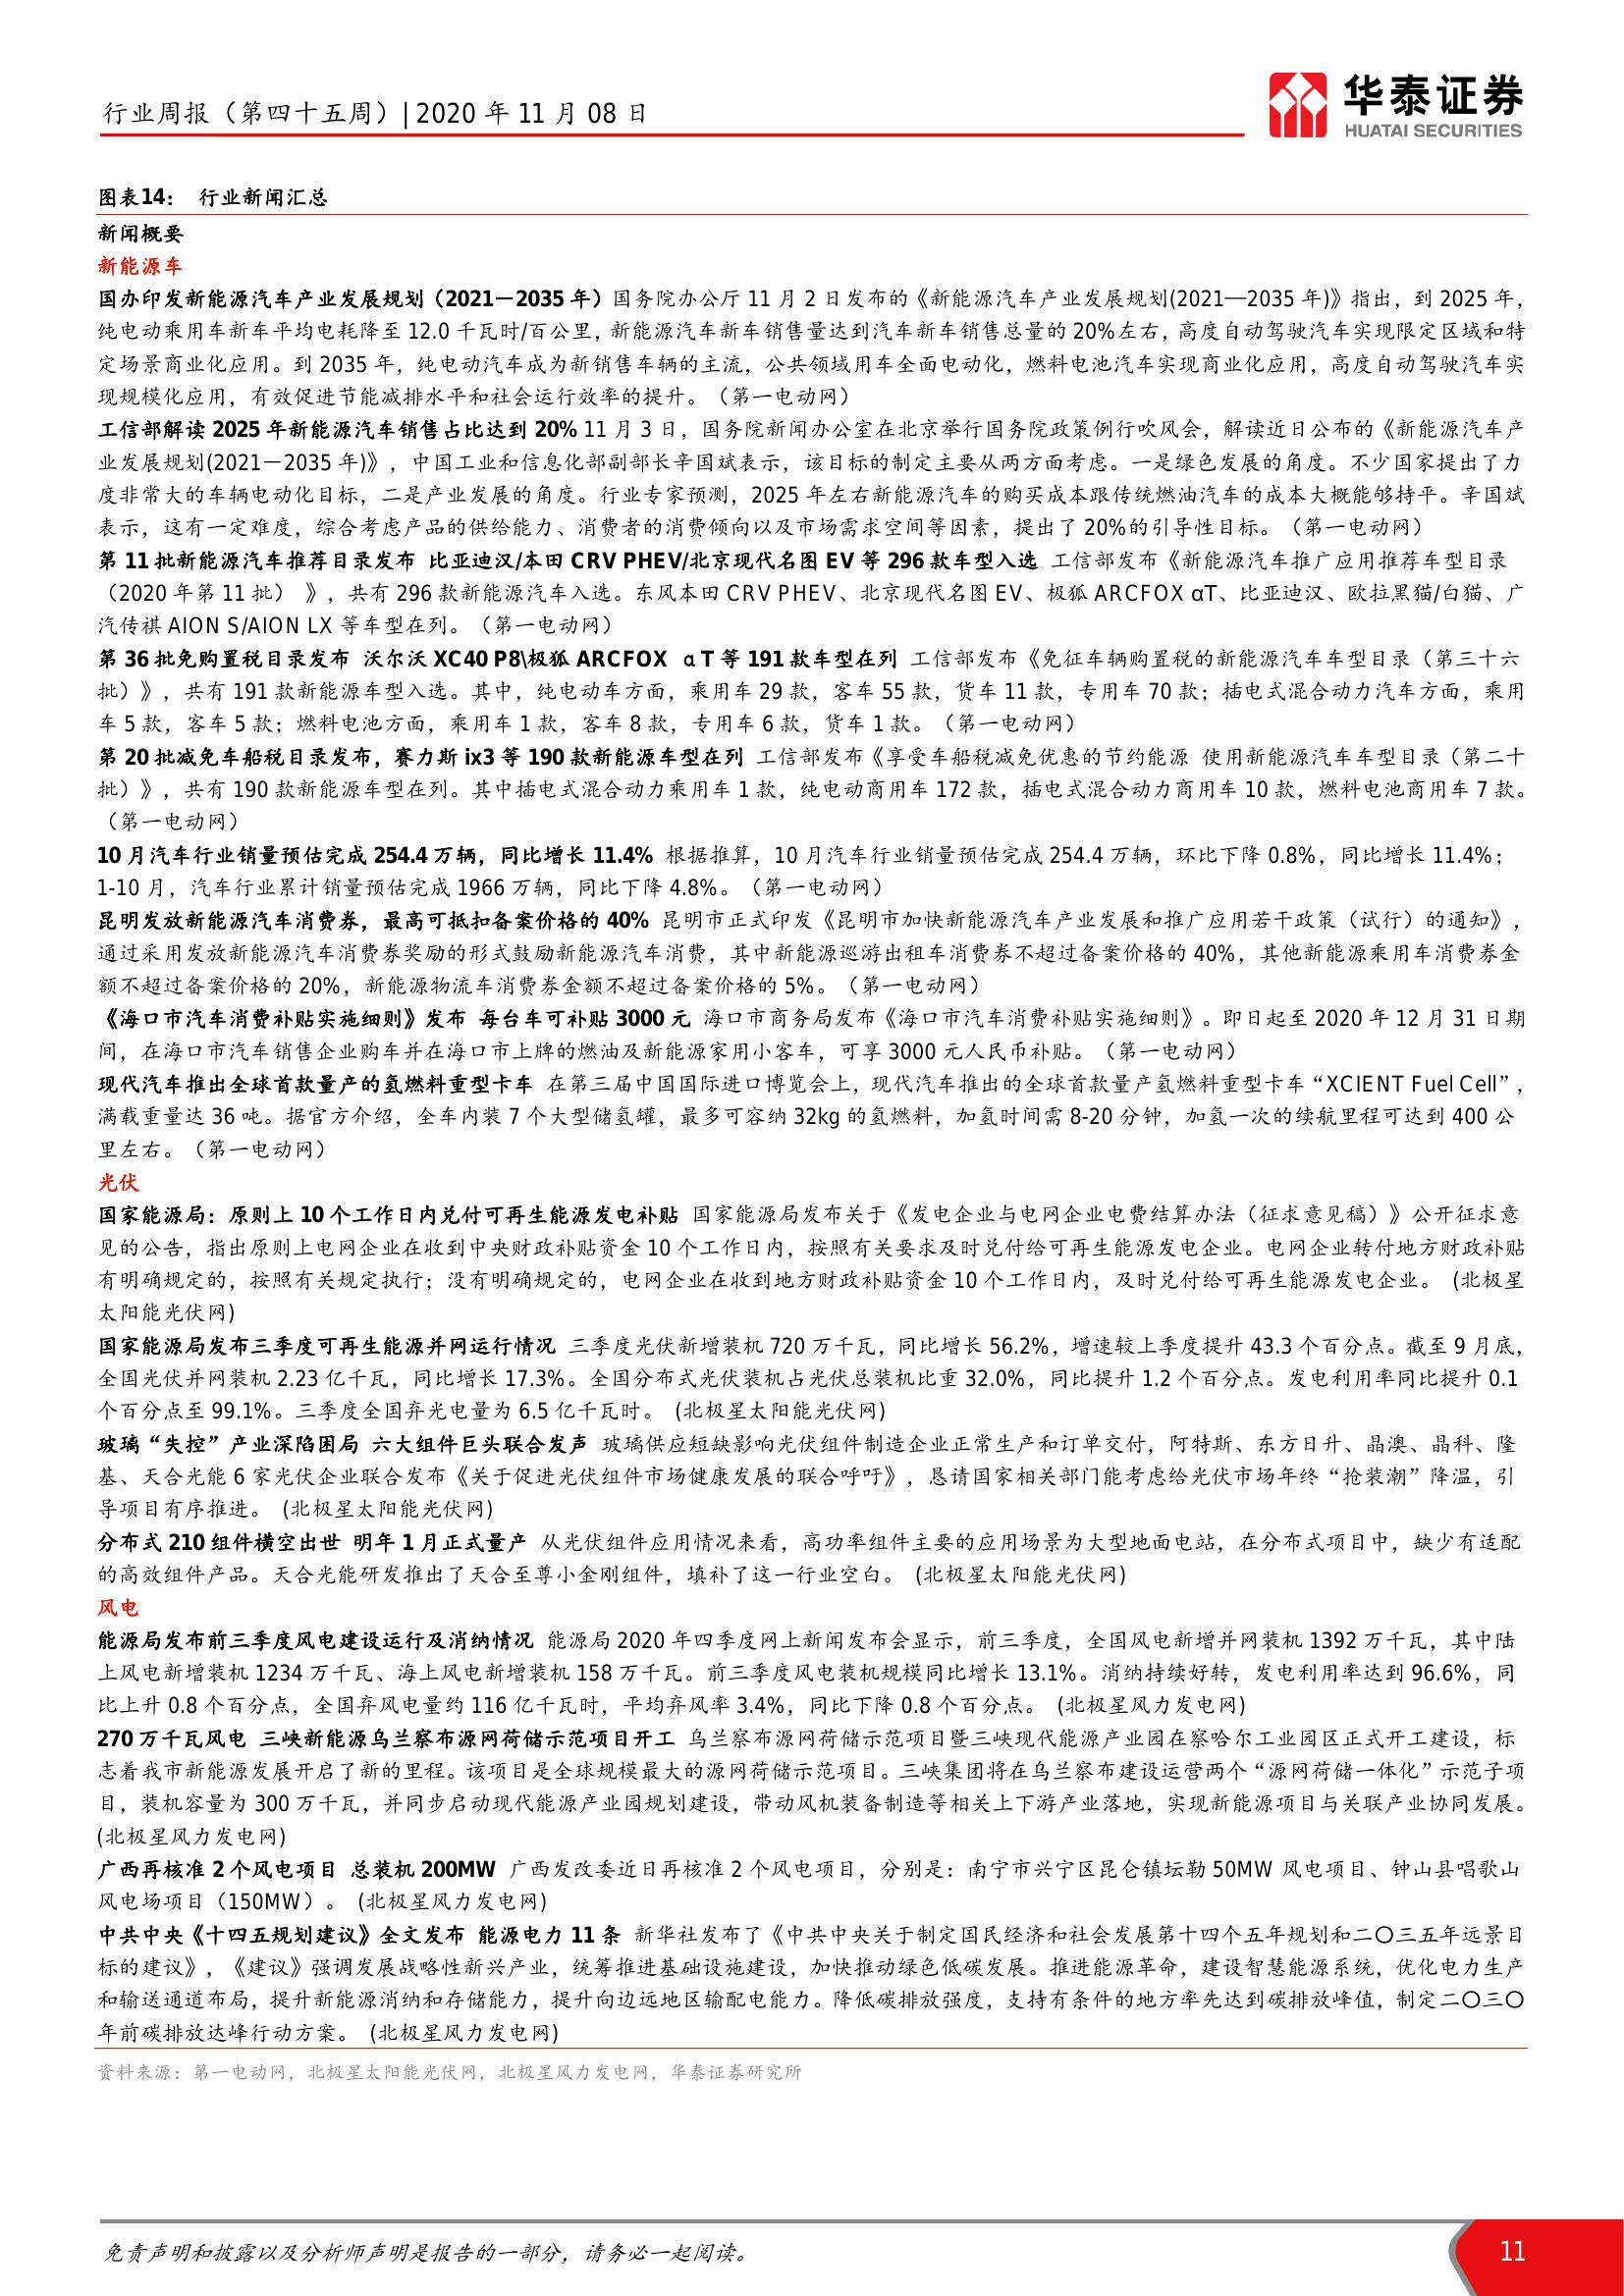 行业周报（第四十五周）| 2020 年 11 月 08 日
华泰证券
HUATAI SECURITIES
图表14： 行业新闻汇总
新闻概要
新能源车
国办印发新能源汽车产业发展规划（2021－2035 年）国务院办公厅 11 月 2 日发布的《新能源汽车产业发展规划(2021—2035 年)》指出，到 2025 年，
纯电动乘用车新车平均电耗降至 12.0 千瓦时/百公里，新能源汽车新车销售量达到汽车新车销售总量的 20%左右，高度自动驾驶汽车实现限定区域和特
定场景商业化应用。到 2035 年，纯电动汽车成为新销售车辆的主流，公共领域用车全面电动化，燃料电池汽车实现商业化应用，高度自动驾驶汽车实
现规模化应用，有效促进节能减排水平和社会运行效率的提升。（第一电动网）
工信部解读 2025 年新能源汽车销售占比达到 20% 11 月 3 日，国务院新闻办公室在北京举行国务院政策例行吹风会，解读近日公布的《新能源汽车产
业发展规划(2021－2035 年)》，中国工业和信息化部副部长辛国斌表示，该目标的制定主要从两方面考虑。一是绿色发展的角度。不少国家提出了力
度非常大的车辆电动化目标，二是产业发展的角度。行业专家预测，2025 年左右新能源汽车的购买成本跟传统燃油汽车的成本大概能够持平。辛国斌
表示，这有一定难度，综合考虑产品的供给能力、消费者的消费倾向以及市场需求空间等因素，提出了 20%的引导性目标。（第一电动网）
第 11 批新能源汽车推荐目录发布 比亚迪汉/本田 CRV PHEV/北京现代名图 EV 等 296 款车型入选 工信部发布《新能源汽车推广应用推荐车型目录
（2020 年第 11 批） 》，共有 296 款新能源汽车入选。东风本田 CRV PHEV、北京现代名图 EV、极狐 ARCFOX αT、比亚迪汉、欧拉黑猫/白猫、广
汽传祺 AION S/AION LX 等车型在列。（第一电动网）
第 36 批免购置税目录发布 沃尔沃 XC40 P8\极狐 ARCFOX αT 等 191 款车型在列 工信部发布《免征车辆购置税的新能源汽车车型目录（第三十六
批）》，共有 191 款新能源车型入选。其中，纯电动车方面，乘用车 29 款，客车 55 款，货车 11 款，专用车 70 款；插电式混合动力汽车方面，乘用
车 5 款，客车 5 款；燃料电池方面，乘用车 1 款，客车 8 款，专用车 6 款，货车 1 款。（第一电动网）
第 20 批减免车船税目录发布，赛力斯 ix3 等 190 款新能源车型在列 工信部发布《享受车船税减免优惠的节约能源 使用新能源汽车车型目录（第二十
批）》，共有 190 款新能源车型在列。其中插电式混合动力乘用车 1 款，纯电动商用车 172 款，插电式混合动力商用车 10 款，燃料电池商用车 7 款。
（第一电动网）
10 月汽车行业销量预估完成 254.4 万辆，同比增长 11.4% 根据推算，10 月汽车行业销量预估完成 254.4 万辆，环比下降 0.8%，同比增长 11.4%；
1-10 月，汽车行业累计销量预估完成 1966 万辆，同比下降 4.8%。（第一电动网）
昆明发放新能源汽车消费券，最高可抵扣备案价格的 40% 昆明市正式印发《昆明市加快新能源汽车产业发展和推广应用若干政策（试行）的通知》，
通过采用发放新能源汽车消费券奖励的形式鼓励新能源汽车消费，其中新能源巡游出租车消费券不超过备案价格的 40%，其他新能源乘用车消费券金
额不超过备案价格的 20%，新能源物流车消费券金额不超过备案价格的 5%。（第一电动网）
《海口市汽车消费补贴实施细则》发布 每台车可补贴 3000 元 海口市商务局发布《海口市汽车消费补贴实施细则》。即日起至 2020 年 12 月 31 日期
间，在海口市汽车销售企业购车并在海口市上牌的燃油及新能源家用小客车，可享 3000 元人民币补贴。（第一电动网）
现代汽车推出全球首款量产的氢燃料重型卡车 在第三届中国国际进口博览会上，现代汽车推出的全球首款量产氢燃料重型卡车“XCIENT Fuel Cell”，
满载重量达 36 吨。据官方介绍，全车内装 7 个大型储氢罐，最多可容纳 32kg 的氢燃料，加氢时间需 8-20 分钟，加氢一次的续航里程可达到 400 公
里左右。（第一电动网）
光伏
国家能源局：原则上 10 个工作日内兑付可再生能源发电补贴 国家能源局发布关于《发电企业与电网企业电费结算办法（征求意见稿）》公开征求意
见的公告，指出原则上电网企业在收到中央财政补贴资金 10 个工作日内，按照有关要求及时兑付给可再生能源发电企业。电网企业转付地方财政补贴
有明确规定的，按照有关规定执行；没有明确规定的，电网企业在收到地方财政补贴资金 10 个工作日内，及时兑付给可再生能源发电企业。 (北极星
太阳能光伏网)
国家能源局发布三季度可再生能源并网运行情况 三季度光伏新增装机 720 万千瓦，同比增长 56.2%，增速较上季度提升 43.3 个百分点。截至 9 月底，
全国光伏并网装机 2.23 亿千瓦，同比增长 17.3%。全国分布式光伏装机占光伏总装机比重 32.0%，同比提升 1.2 个百分点。发电利用率同比提升 0.1
个百分点至 99.1%。三季度全国弃光电量为 6.5 亿千瓦时。 (北极星太阳能光伏网)
玻璃“失控”产业深陷困局 六大组件巨头联合发声 玻璃供应短缺影响光伏组件制造企业正常生产和订单交付，阿特斯、东方日升、晶澳、晶科、隆
基、天合光能 6 家光伏企业联合发布《关于促进光伏组件市场健康发展的联合呼吁》，恳请国家相关部门能考虑给光伏市场年终“抢装潮”降温，引
导项目有序推进。 (北极星太阳能光伏网)
分布式 210 组件横空出世 明年 1 月正式量产 从光伏组件应用情况来看，高功率组件主要的应用场景为大型地面电站，在分布式项目中，缺少有适配
的高效组件产品。天合光能研发推出了天合至尊小金刚组件，填补了这一行业空白。 (北极星太阳能光伏网)
风电
能源局发布前三季度风电建设运行及消纳情况 能源局 2020 年四季度网上新闻发布会显示，前三季度，全国风电新增并网装机 1392 万千瓦，其中陆
上风电新增装机 1234 万千瓦、海上风电新增装机 158 万千瓦。前三季度风电装机规模同比增长 13.1%。消纳持续好转，发电利用率达到 96.6%，同
比上升 0.8 个百分点，全国弃风电量约 116 亿千瓦时，平均弃风率 3.4%，同比下降 0.8 个百分点。 (北极星风力发电网)
270 万千瓦风电 三峡新能源乌兰察布源网荷储示范项目开工 乌兰察布源网荷储示范项目暨三峡现代能源产业园在察哈尔工业园区正式开工建设，标
志着我市新能源发展开启了新的里程。该项目是全球规模最大的源网荷储示范项目。三峡集团将在乌兰察布建设运营两个“源网荷储一体化”示范子项
目，装机容量为 300 万千瓦，并同步启动现代能源产业园规划建设，带动风机装备制造等相关上下游产业落地，实现新能源项目与关联产业协同发展。
(北极星风力发电网)
广西再核准 2 个风电项目 总装机 200MW 广西发改委近日再核准 2 个风电项目，分别是：南宁市兴宁区昆仑镇坛勒 50MW 风电项目、钟山县唱歌山
风电场项目（150MW）。 (北极星风力发电网)
中共中央《十四五规划建议》全文发布 能源电力 11 条 新华社发布了《中共中央关于制定国民经济和社会发展第十四个五年规划和二〇三五年远景目
标的建议》，《建议》强调发展战略性新兴产业，统筹推进基础设施建设，加快推动绿色低碳发展。推进能源革命，建设智慧能源系统，优化电力生产
和输送通道布局，提升新能源消纳和存储能力，提升向边远地区输配电能力。降低碳排放强度，支持有条件的地方率先达到碳排放峰值，制定二〇三〇
年前碳排放达峰行动方案。 (北极星风力发电网)
资料来源：第一电动网，北极星太阳能光伏网，北极星风力发电网，华泰证券研究所
免责声明和披露以及分析师声明是报告的一部分，请务必一起阅读。
11